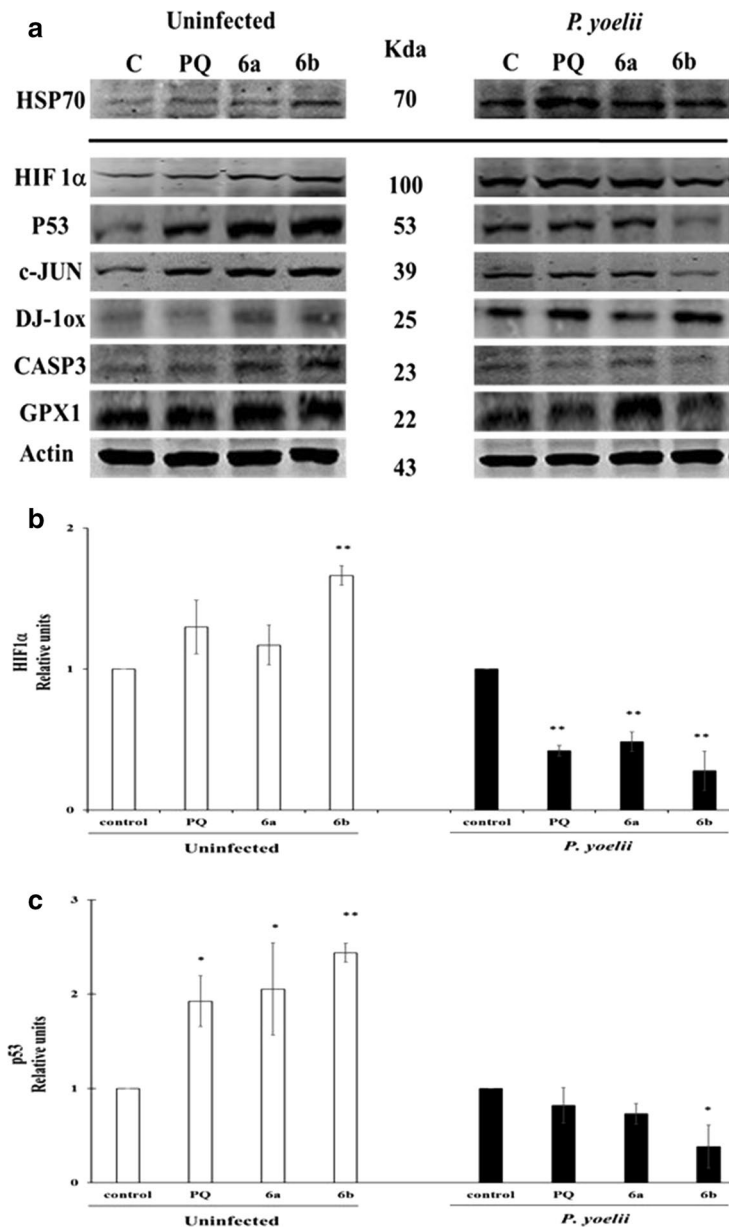 a
Uninfected
P. yoelii
C PQ 6a 6b
Kda
C PQ 6a 6b
HSP70
70
HIF 1α
100
P53
53
c-JUN
39
DJ-1ox
25
CASP3
23
GPX1
22
Actin
43
b
2
1
0
HIF1α
Relative units
**
**
**
**
control PQ 6a 6b
control PQ 6a 6b
Uninfected
P. yoelii
c
3
2
1
0
p53
Relative units
*
*
**
*
control PQ 6a 6b
control PQ 6a 6b
Uninfected
P. yoelii